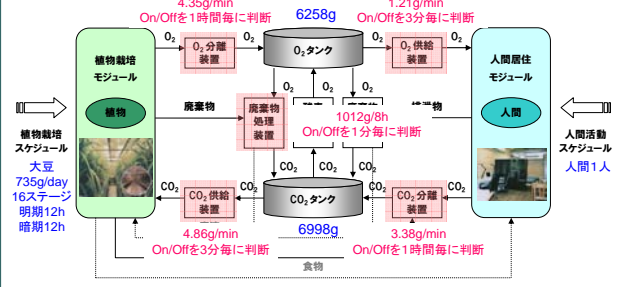 4.35g/min
On/Offを1時間毎に判断
6258g
1.21g/min
On/Offを3分毎に判断
植物栽培
モジュール
植物
O₂
O₂分離
装置
O₂
O₂タンク
O₂
O₂供給
装置
O₂
人間居住
モジュール
人間
O₂
O₂
O₂
廃棄物
廃棄物
処理
装置
1012g/8h
On/Offを1分毎に判断
植物栽培
スケジュール
大豆
735g/day
16ステージ
明期12h
暗期12h
人間活動
スケジュール
人間1人
CO₂
CO₂
CO₂
CO₂
CO₂供給
装置
CO₂
CO₂タンク
CO₂
CO₂分離
装置
CO₂
4.86g/min
On/Offを3分毎に判断
6998g
3.38g/min
On/Offを1時間毎に判断
食物